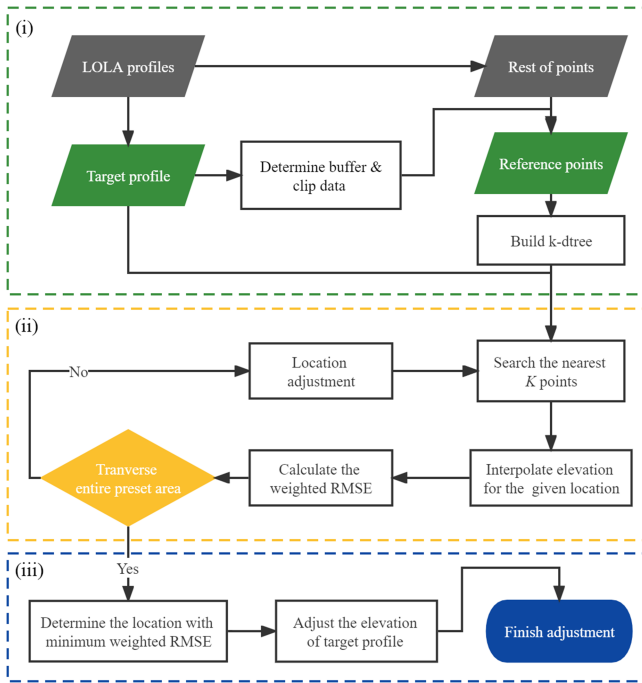 (i)
LOLA profiles
Rest of points
Target profile
Determine buffer &
clip data
Reference points
Build k-dtree
(ii)
No
Location
adjustment
Search the nearest
K points
Tranverse
entire preset area
Calculate the
weighted RMSE
Interpolate elevation
for the given location
Yes
(iii)
Determine the location with
minimum weighted RMSE
Adjust the elevation
of target profile
Finish adjustment